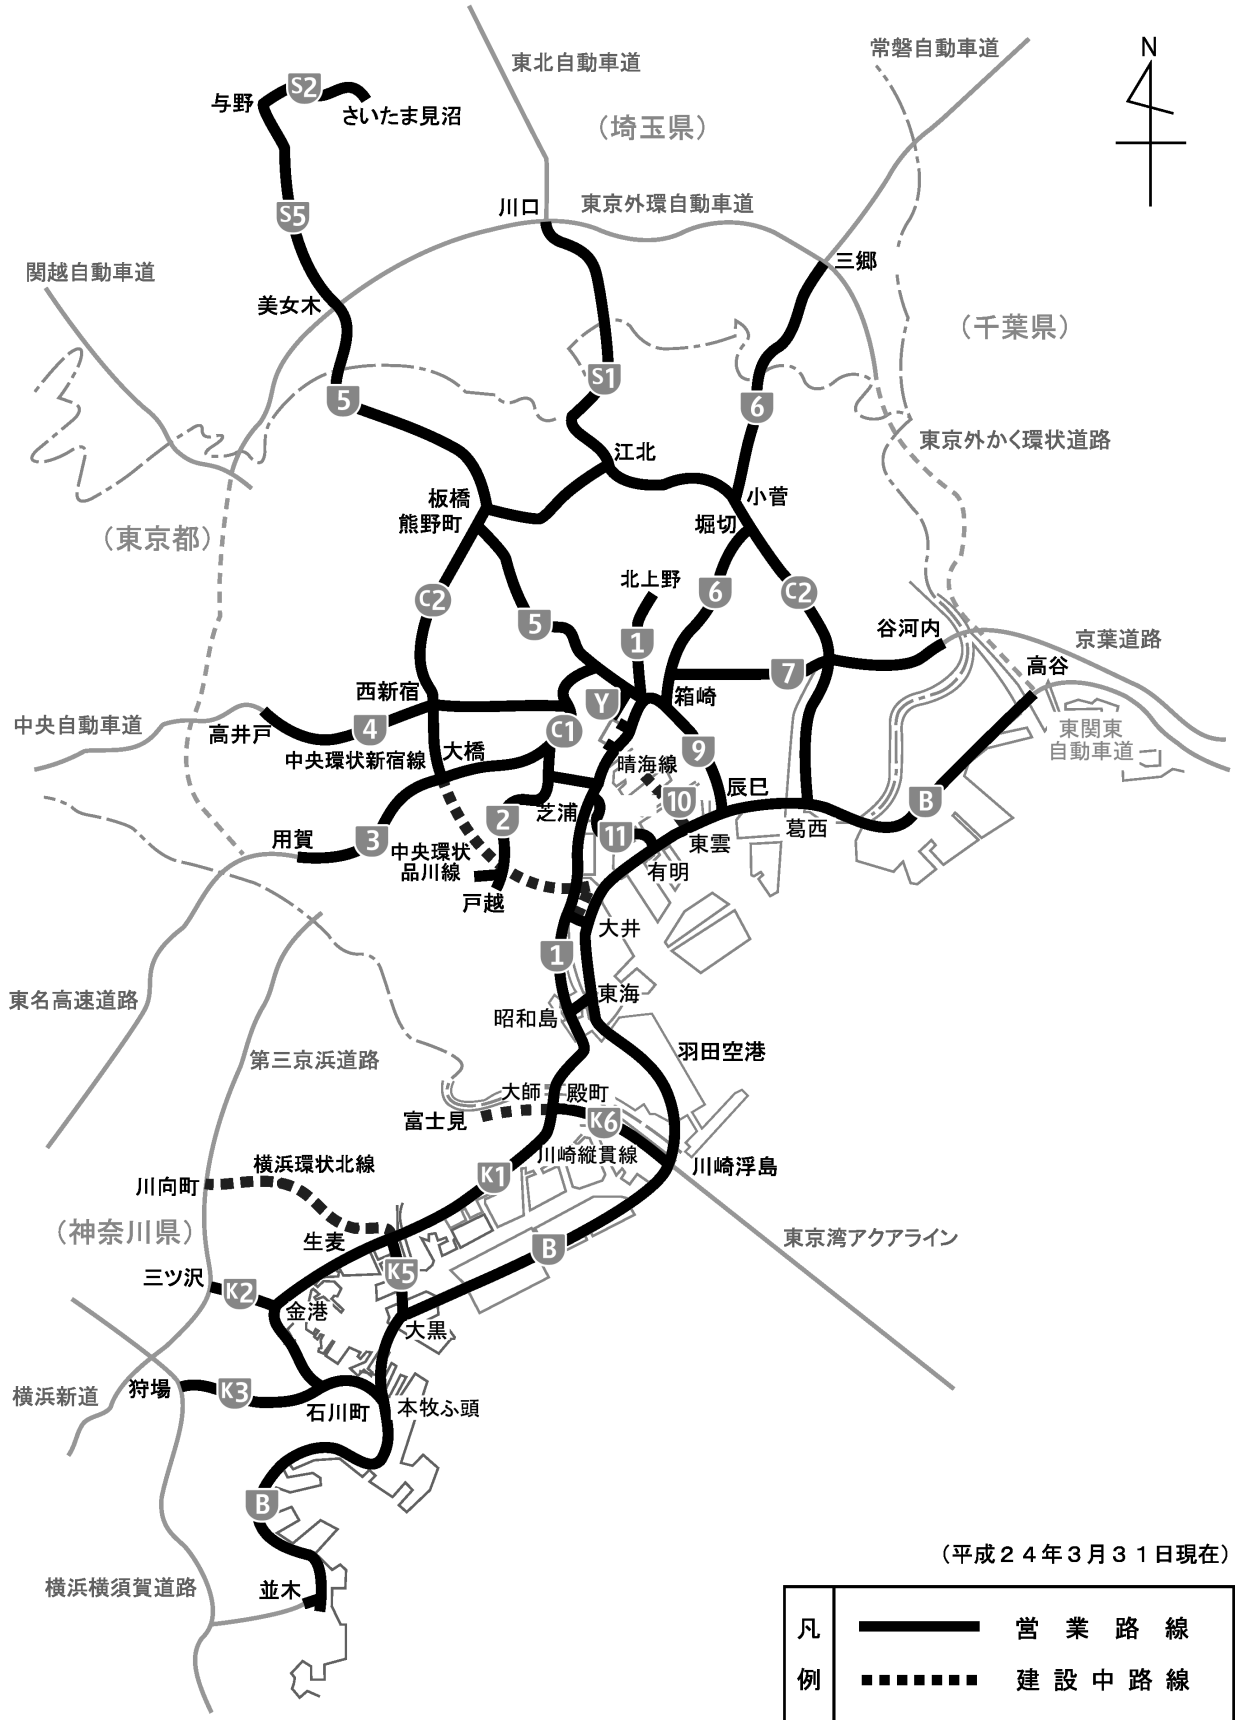 東北自動車道
常磐自動車道
N
与野
S2
さいたま見沼
(埼玉県)
S5
川口
東京外環自動車道
関越自動車道
三郷
美女木
(千葉県)
S1
5
6
東京外かく環状道路
江北
板橋
小菅
熊野町
堀切
(東京都)
北上野
C2
6
C2
5
1
谷河内
京葉道路
高谷
7
西新宿
箱崎
Y
中央自動車道
高井戸
4
C1
東関東
自動車道
9
中央環状新宿線
大橋
晴海線
辰巳
10
B
2
芝浦
葛西
用賀
3
11
東雲
中央環状
品川線
有明
戸越
大井
1
東名高速道路
東海
昭和島
第三京浜道路
羽田空港
大師
殿町
富士見
K6
川崎縦貫線
横浜環状北線
川崎浮島
川向町
K1
(神奈川県)
生麦
東京湾アクアライン
B
三ツ沢
K2
K5
金港
大黒
横浜新道
狩場
K3
石川町
本牧ふ頭
B
(平成24年3月31日現在)
横浜横須賀道路
並木
凡例
営業路線
建設中路線